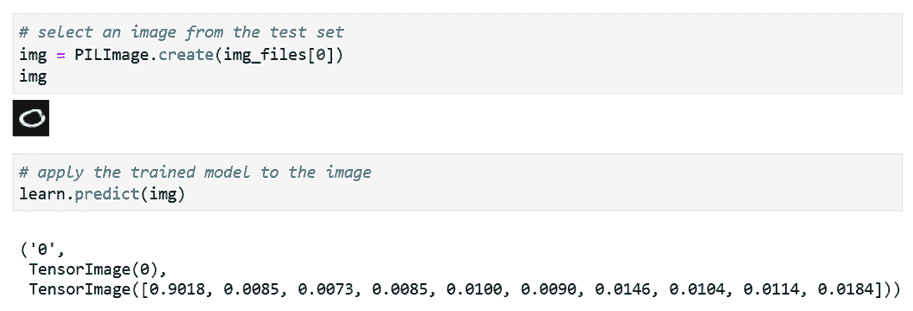 # select an image from the test set
img = PILImage.create(img_files[0])
img
0
# apply the trained model to the image
learn.predict(img)
('0',
TensorImage(0),
TensorImage([0.9018, 0.0085, 0.0073, 0.0085, 0.0100, 0.0090, 0.0146, 0.0104, 0.0114, 0.0184]))